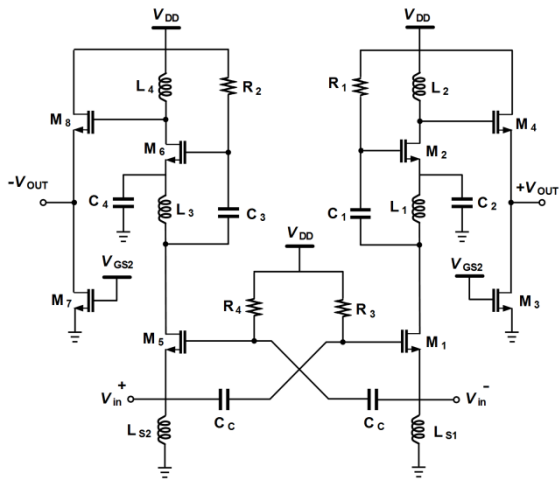 VDD VDD
L4 R2 R1 L2
M8 M6 M2 M4
-VOUT +VOUT
C4 L3 C3 C1 L1 C2
VDD
VGS2 VGS2
M7 R4 R3 M3
M5 M1
Vin+ Vin-
CC CC
LS2 LS1